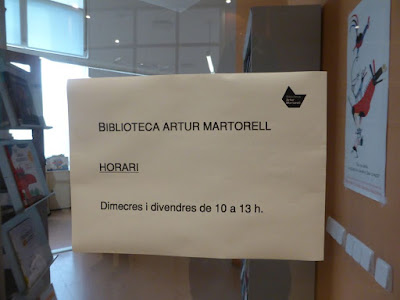 BIBLIOTECA ARTUR MARTORELL
HORARI
Dimecres i divendres de 10 a 13 h.